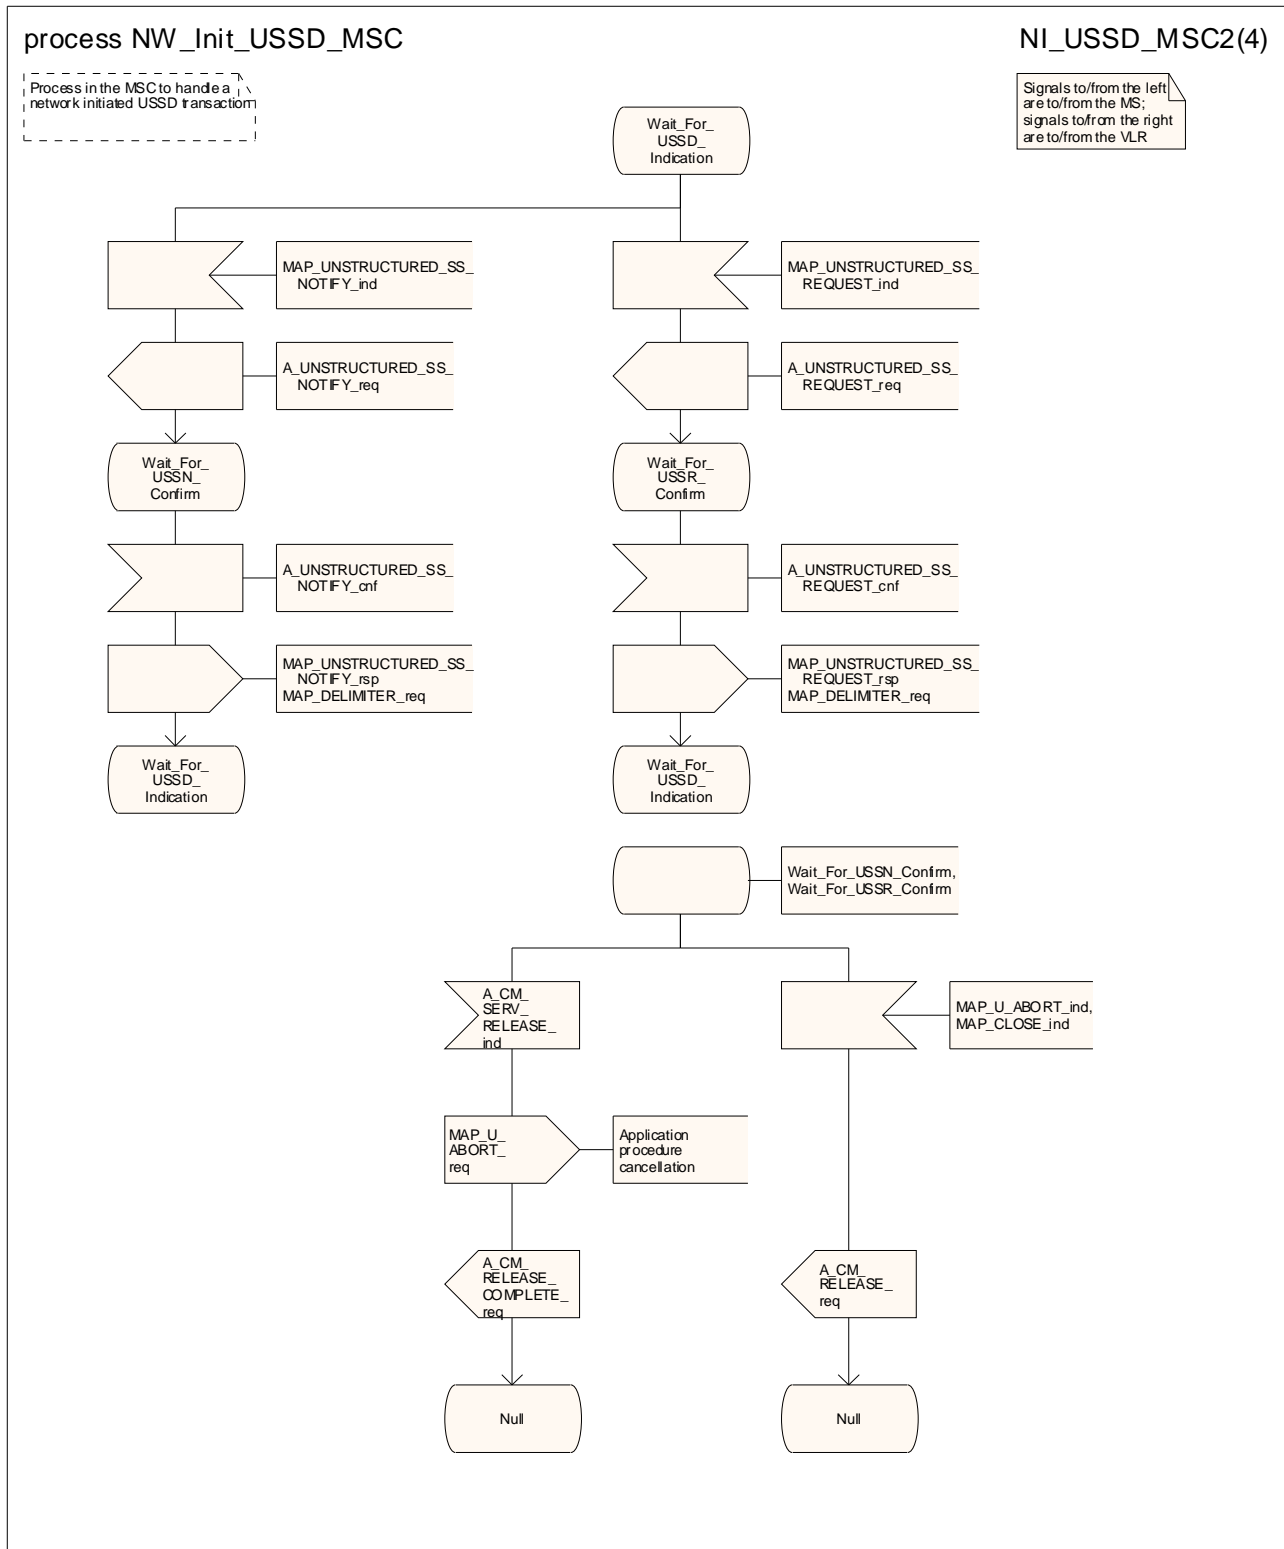 process NW_Init_USSD_MSC
NI_USSD_MSC2(4)
Process in the MSC to handle a
network initiated USSD transaction
Signals to/from the left
are to/from the MS;
signals to/from the right
are to/from the VLR
Wait_For_
USSD_
Indication
MAP_UNSTRUCTURED_SS_
NOTIFY_ind
MAP_UNSTRUCTURED_SS_
REQUEST_ind
A_UNSTRUCTURED_SS_
NOTIFY_req
A_UNSTRUCTURED_SS_
REQUEST_req
Wait_For_
USSN_
Confirm
Wait_For_
USSR_
Confirm
A_UNSTRUCTURED_SS_
NOTIFY_cnf
A_UNSTRUCTURED_SS_
REQUEST_cnf
MAP_UNSTRUCTURED_SS_
NOTIFY_rsp
MAP_DELIMITER_req
MAP_UNSTRUCTURED_SS_
REQUEST_rsp
MAP_DELIMITER_req
Wait_For_
USSD_
Indication
Wait_For_
USSD_
Indication
Wait_For_USSN_Confirm,
Wait_For_USSR_Confirm
A_CM_
SERV_
RELEASE_
ind
MAP_U_ABORT_ind,
MAP_CLOSE_ind
MAP_U_
ABORT_
req
Application
procedure
cancellation
A_CM_
RELEASE_
COMPLETE_
req
A_CM_
RELEASE_
req
Null
Null